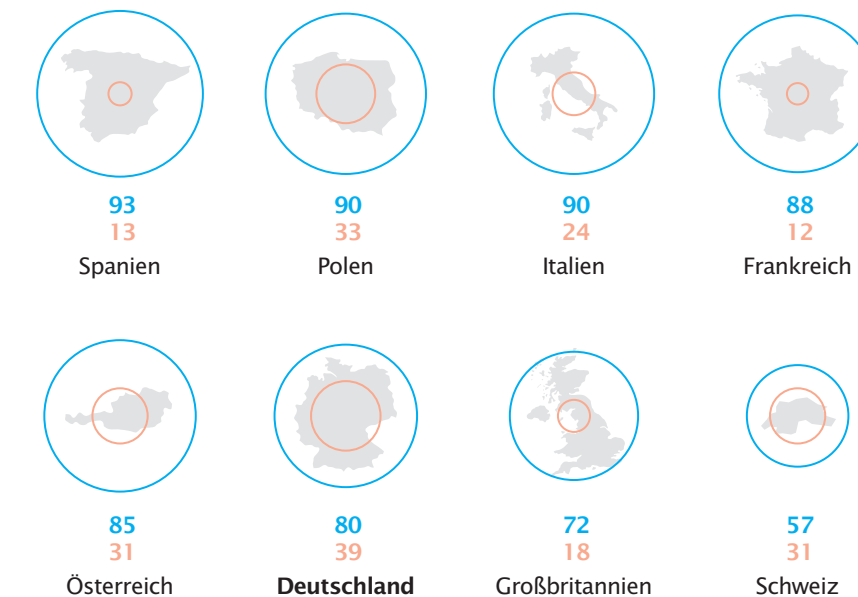 93
13
Spanien
90
33
Polen
90
24
Italien
88
12
Frankreich
85
31
Österreich
80
39
Deutschland
72
18
Großbritannien
57
31
Schweiz